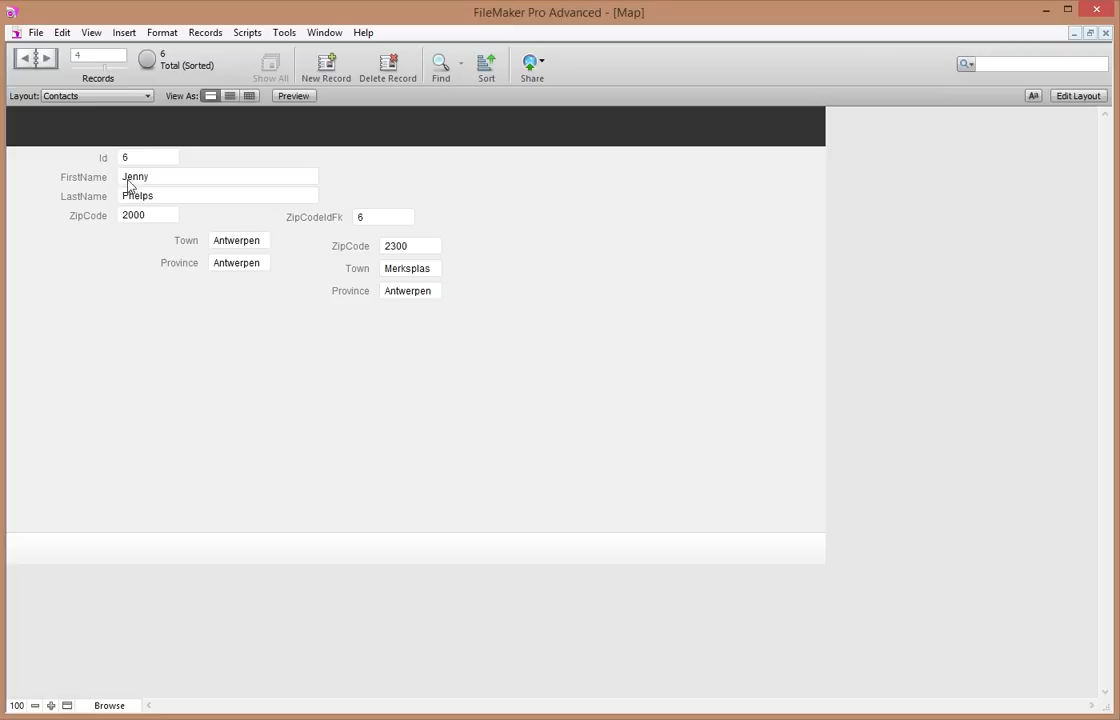 FileMaker Pro Advanced - [Map]
File Edit View Insert Format Records Scripts Tools Window Help
4
6
Total (Sorted)
Records
Show All
New Record
Delete Record
Find
Sort
Share
Layout: Contacts View As: Preview Aa Edit Layout
Id 6
FirstName Jenny
LastName Phelps
ZipCode 2000
ZipCodeIdFk 6
Town Antwerpen
ZipCode 2300
Province Antwerpen
Town Merksplas
Province Antwerpen
100 Browse